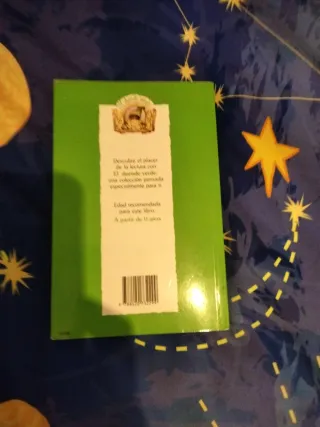 Descubre el placer
de la lectura con
El duende verde:
una colección pensada
especialmente para ti.
Edad recomendada
para este libro:
A partir de 11 años